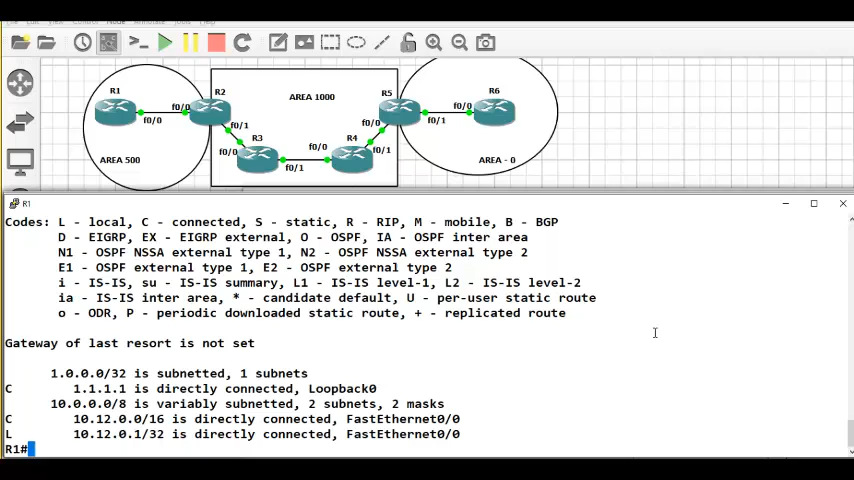 R1
R2
R3
R4
R5
R6
f0/0
f0/0
f0/1
f0/0
f0/1
f0/0
f0/1
f0/0
f0/1
f0/0
AREA 500
AREA 1000
AREA - 0
R1
Codes: L - local, C - connected, S - static, R - RIP, M - mobile, B - BGP
D - EIGRP, EX - EIGRP external, O - OSPF, IA - OSPF inter area
N1 - OSPF NSSA external type 1, N2 - OSPF NSSA external type 2
E1 - OSPF external type 1, E2 - OSPF external type 2
i - IS-IS, su - IS-IS summary, L1 - IS-IS level-1, L2 - IS-IS level-2
ia - IS-IS inter area, * - candidate default, U - per-user static route
o - ODR, P - periodic downloaded static route, + - replicated route
Gateway of last resort is not set
1.0.0.0/32 is subnetted, 1 subnets
C 1.1.1.1 is directly connected, Loopback0
10.0.0.0/8 is variably subnetted, 2 subnets, 2 masks
C 10.12.0.0/16 is directly connected, FastEthernet0/0
L 10.12.0.1/32 is directly connected, FastEthernet0/0
R1#